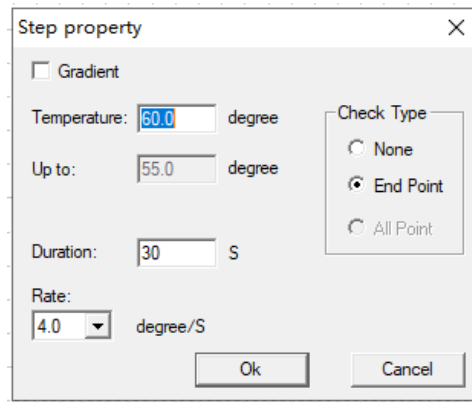 Step property
Gradient
Temperature: 60.0 degree
Up to: 55.0 degree
Duration: 30 S
Rate:
4.0 degree/S
Check Type
None
End Point
All Point
Ok Cancel